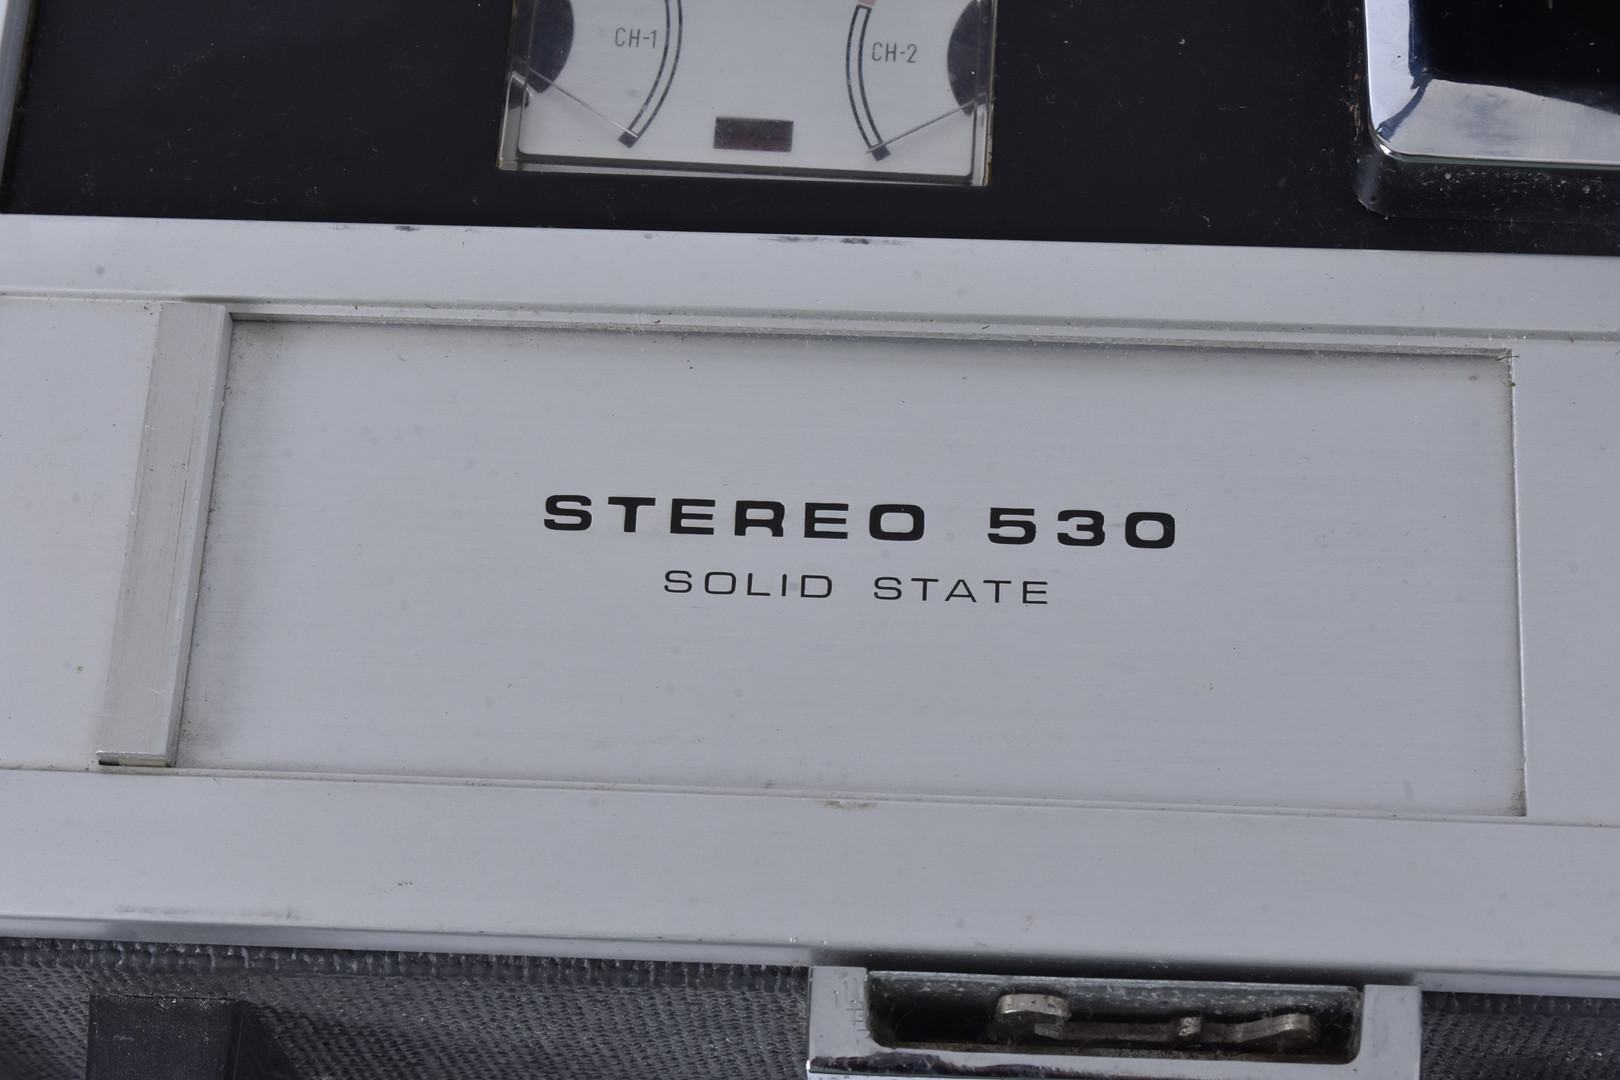 CH-1
CH-2
STEREO 530
SOLID STATE